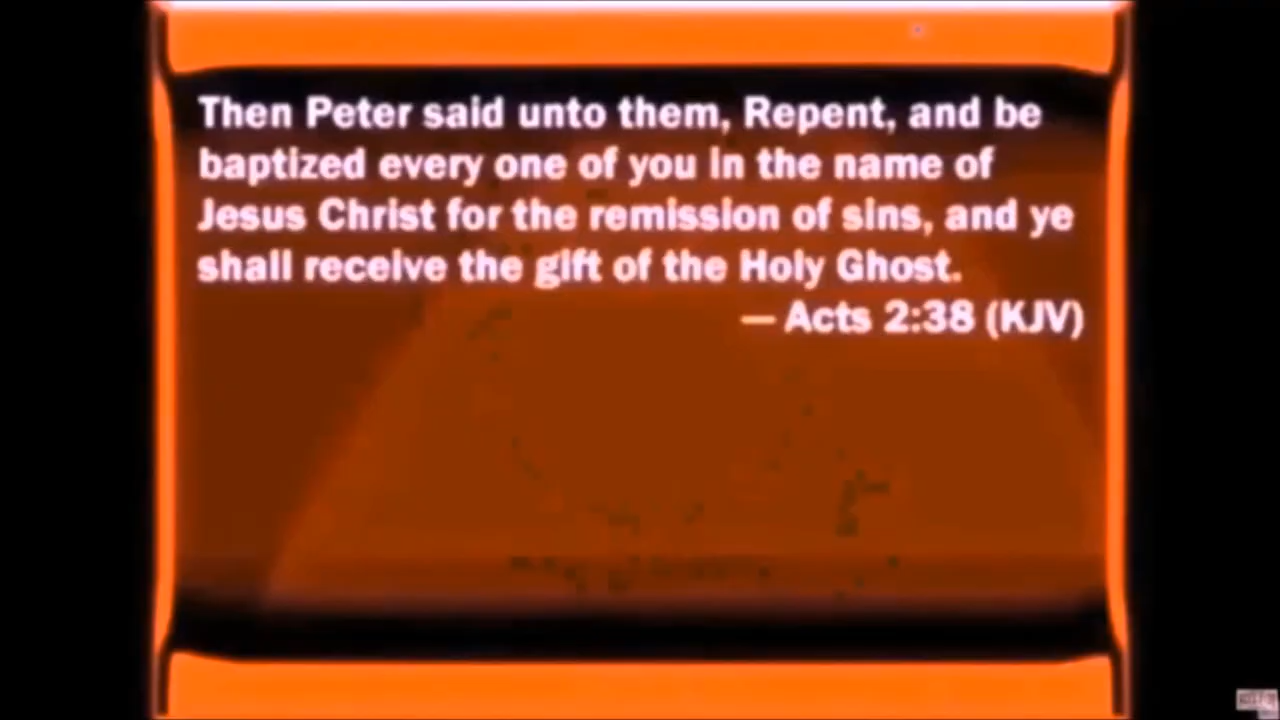 Then Peter said unto them, Repent, and be
baptized every one of you in the name of
Jesus Christ for the remission of sins, and ye
shall receive the gift of the Holy Ghost.
— Acts 2:38 (KJV)